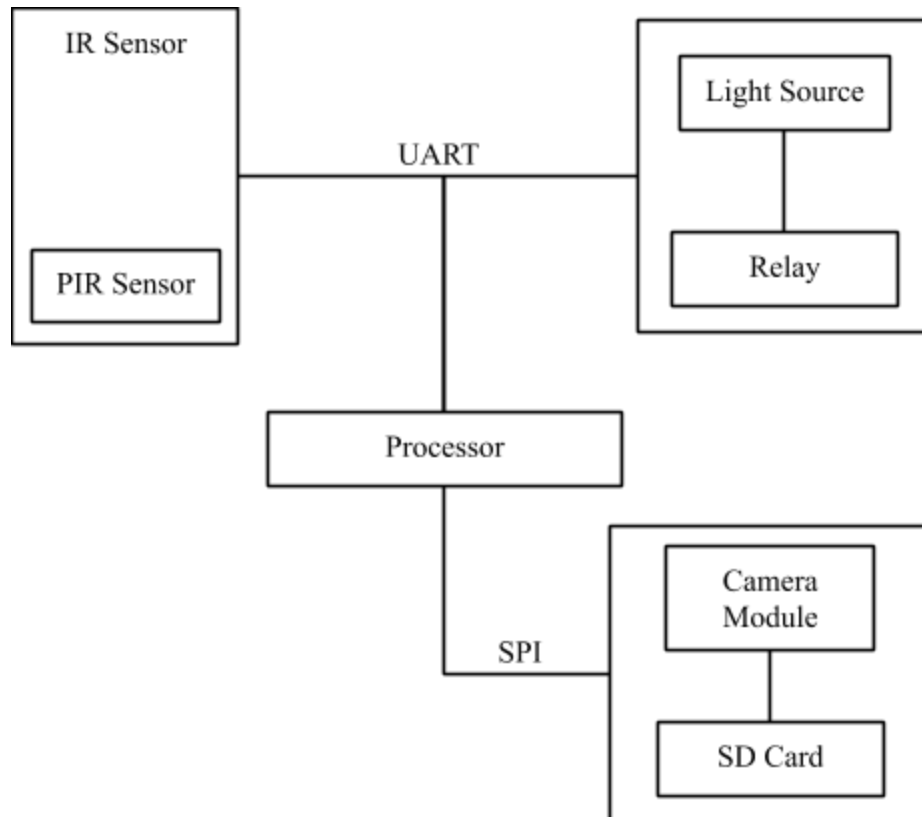 IR Sensor
Light Source
UART
PIR Sensor
Relay
Processor
Camera
Module
SPI
SD Card